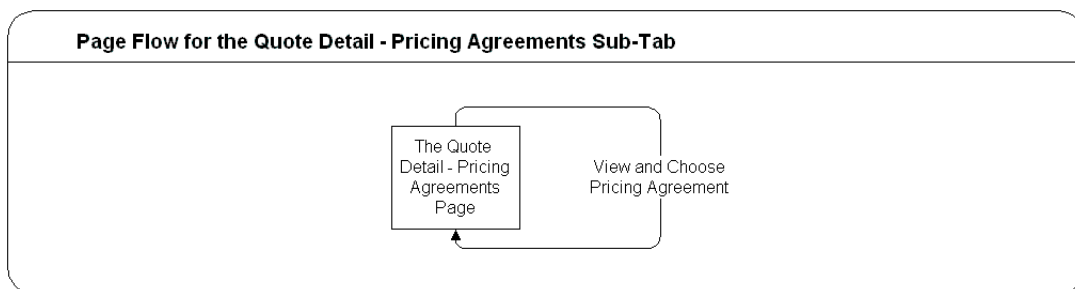 Page Flow for the Quote Detail - Pricing Agreements Sub-Tab
The Quote
Detail - Pricing
Agreements
Page
View and Choose
Pricing Agreement